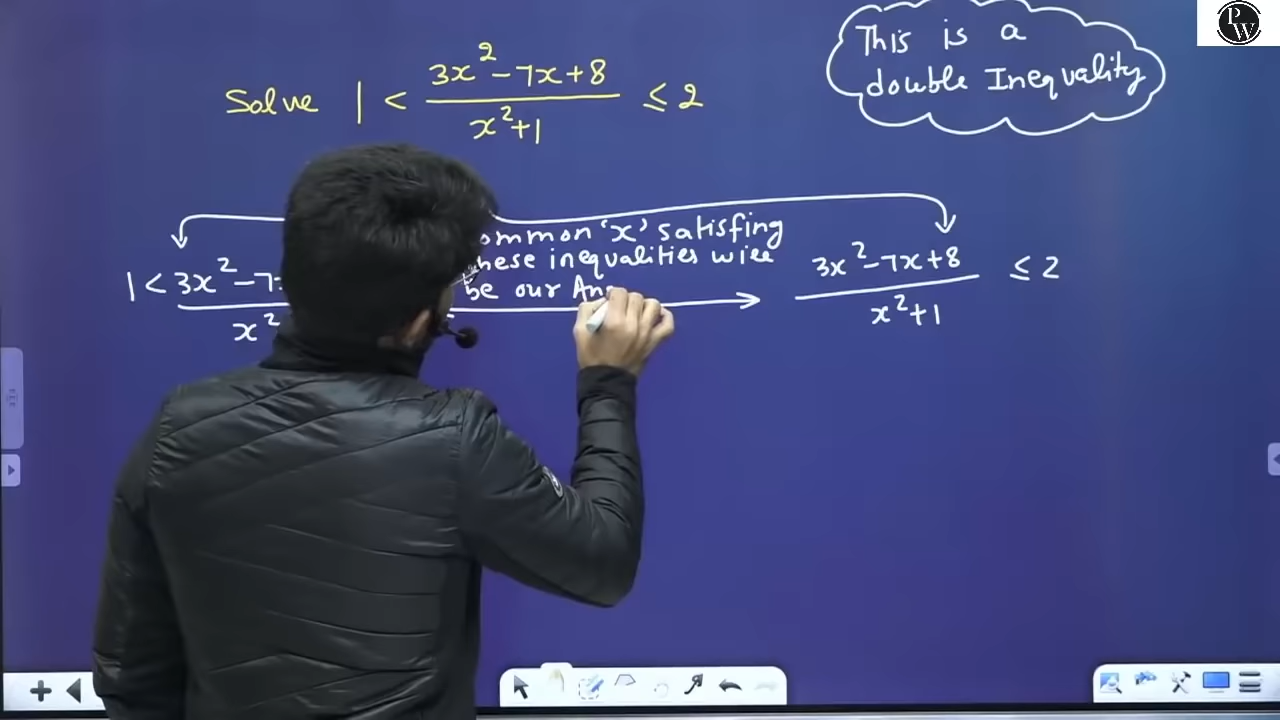 This is a
double Inequality
PW
Solve 1 < (3x²-7x+8)/(x²+1) ≤ 2
common 'x' satisfing
these inequalities will
be our Ans
1 < 3x²-7
x²
(3x²-7x+8)/(x²+1) ≤ 2